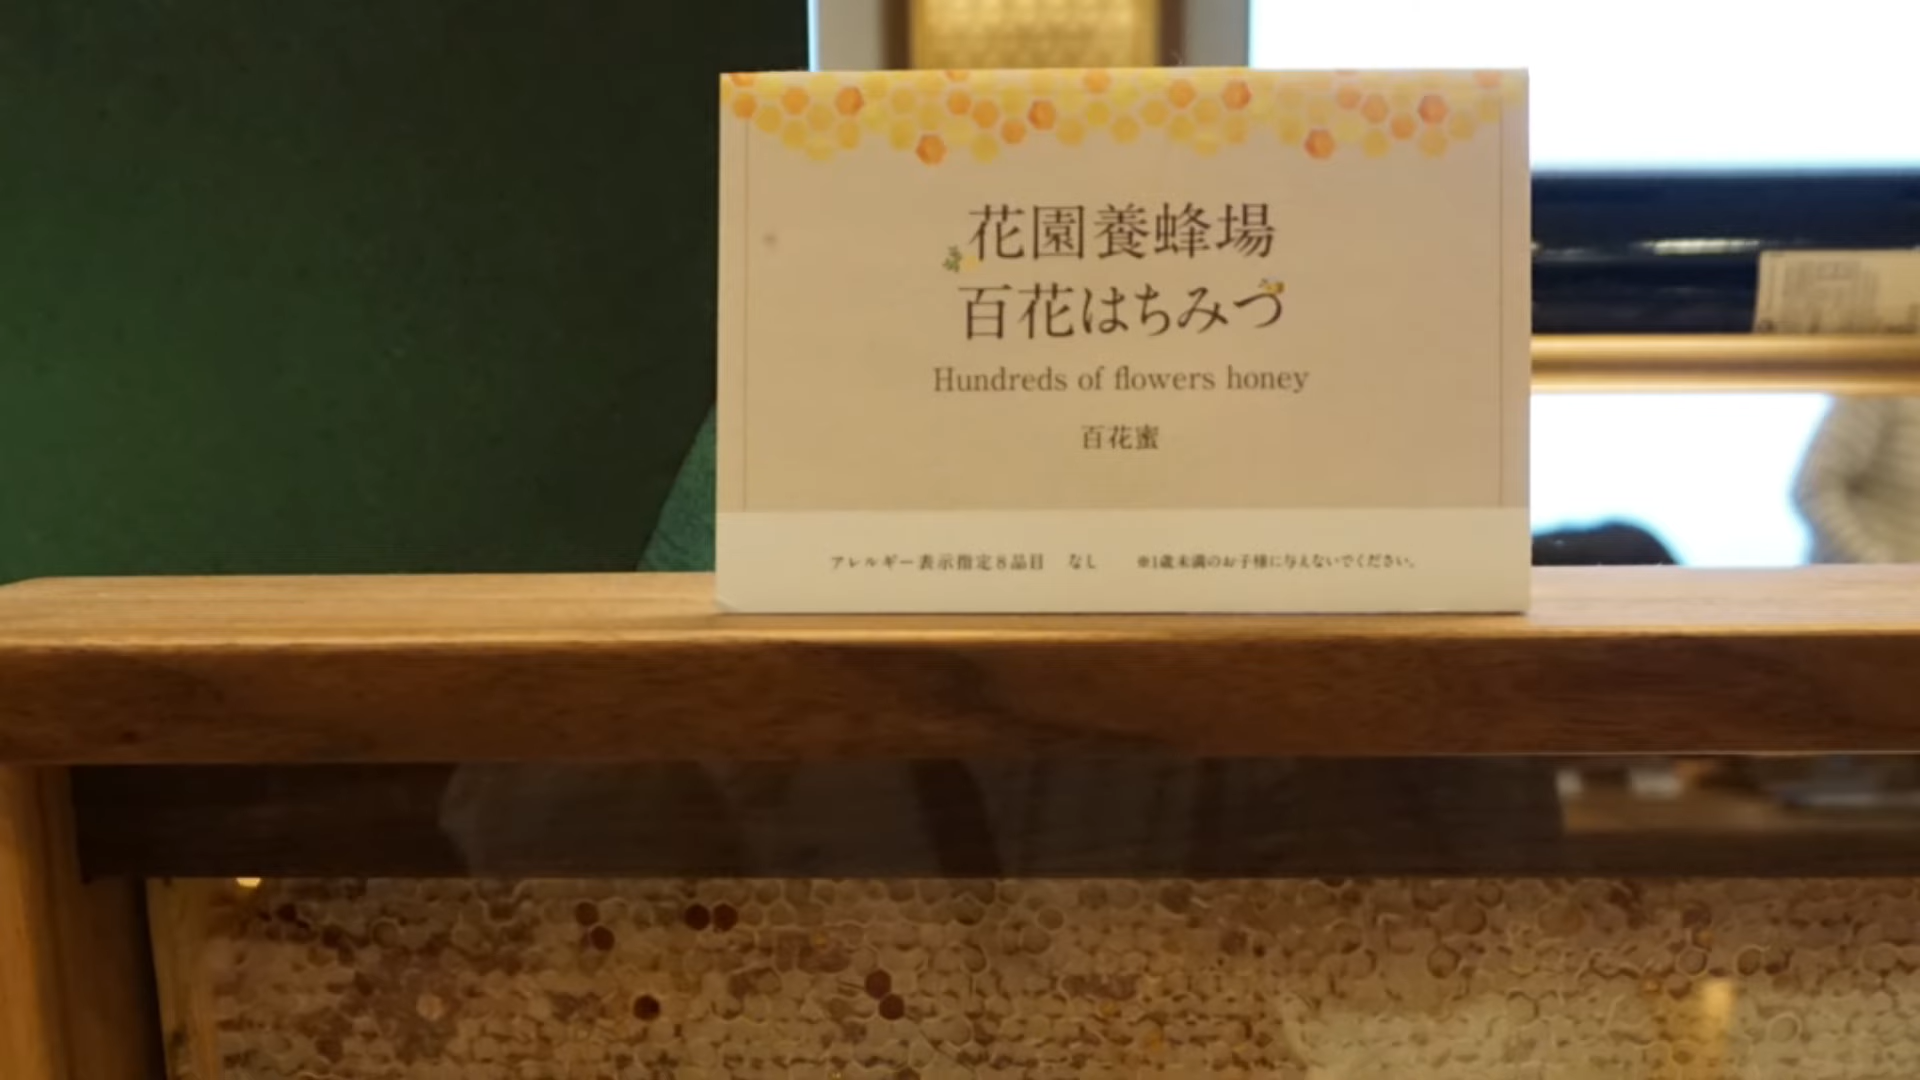 花園養蜂場
百花はちみつ
Hundreds of flowers honey
百花蜜
アレルギー表示指定8品目 なし ※1歳未満のお子様に与えないでください。